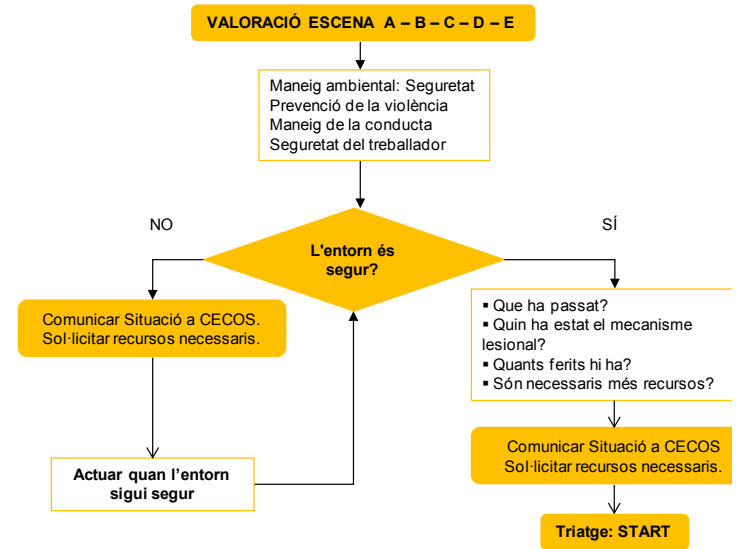 VALORACIÓ ESCENA A – B – C – D – E
Maneig ambiental: Seguretat
Prevenció de la violència
Maneig de la conducta
Seguretat del treballador
NO
SÍ
L'entorn és
segur?
Comunicar Situació a CECOS.
Sol·licitar recursos necessaris.
▪ Que ha passat?
▪ Quin ha estat el mecanisme
lesional?
▪ Quants ferits hi ha?
▪ Són necessaris més recursos?
Actuar quan l’entorn
sigui segur
Comunicar Situació a CECOS
Sol·licitar recursos necessaris.
Triatge: START